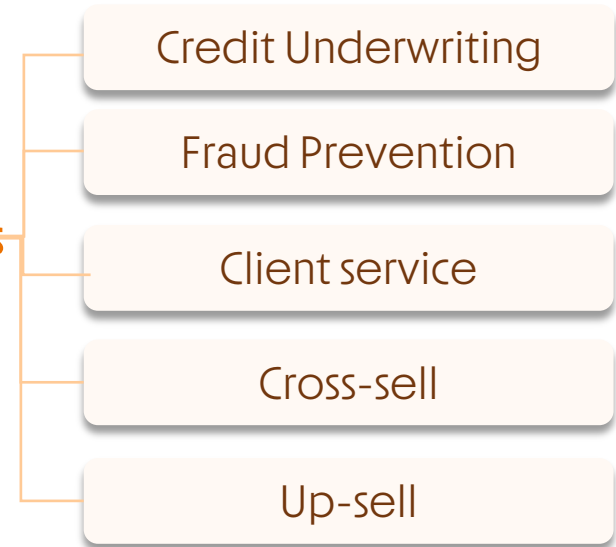 Credit Underwriting
Fraud Prevention
Client service
Cross-sell
Up-sell